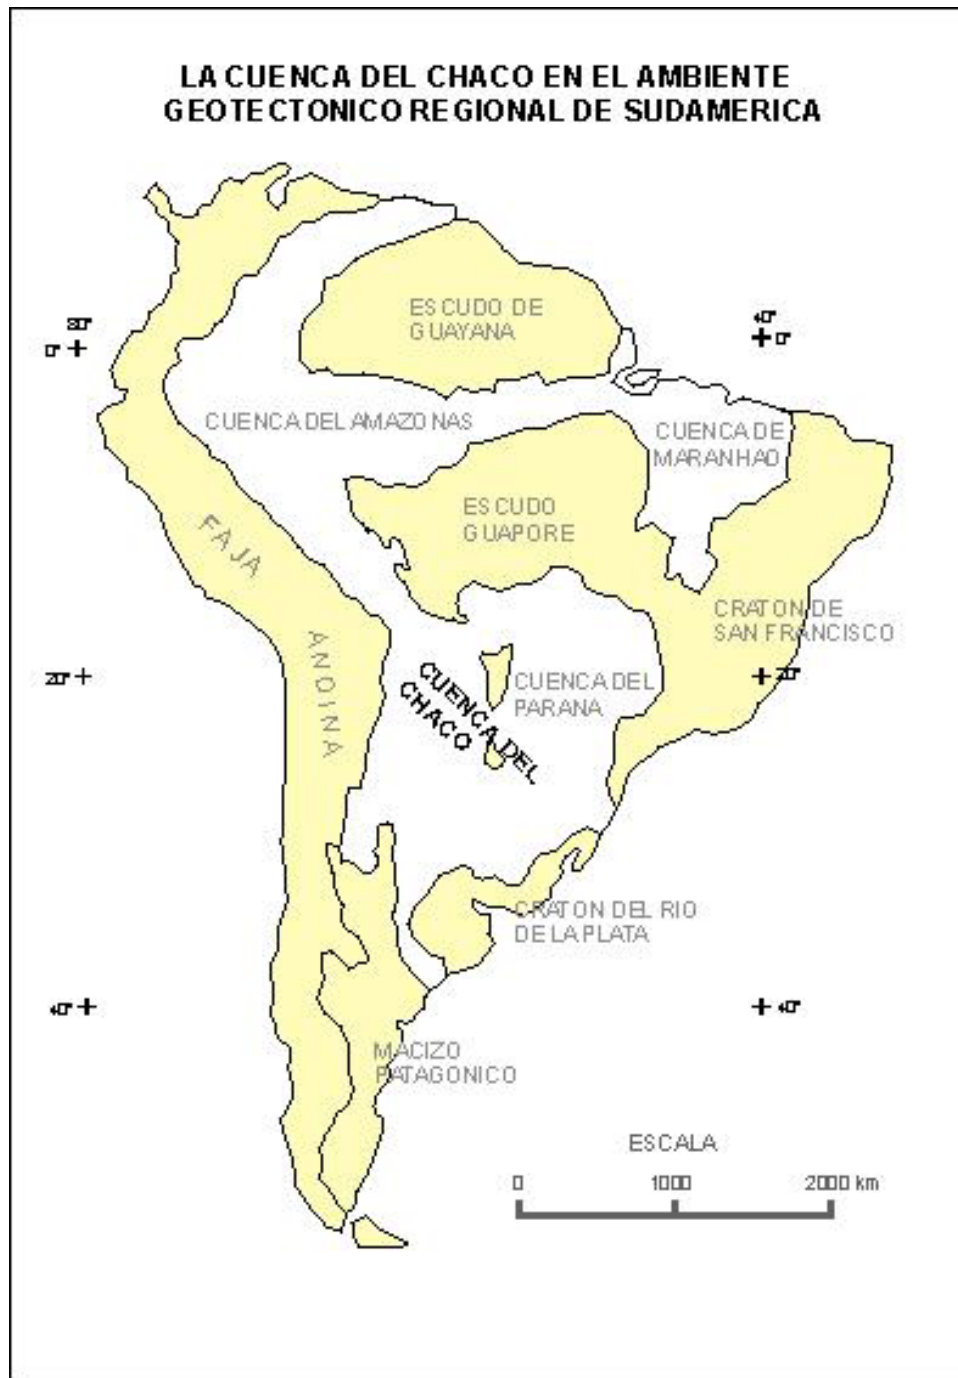 LA CUENCA DEL CHACO EN EL AMBIENTE
GEOTECTONICO REGIONAL DE SUDAMERICA
ESCUDO DE
GUAYANA
80°
0°
40°
0°
CUENCA DEL AMAZONAS
CUENCA DE
MARANHAO
ESCUDO
GUAPORE
FAJA
ANDINA
CRATON DE
SAN FRANCISCO
20°
20°
CUENCA DEL
PARANA
CUENCA DEL
CHACO
CRATON DEL RIO
DE LA PLATA
40°
40°
MACIZO
PATAGONICO
ESCALA
0 1000 2000 km